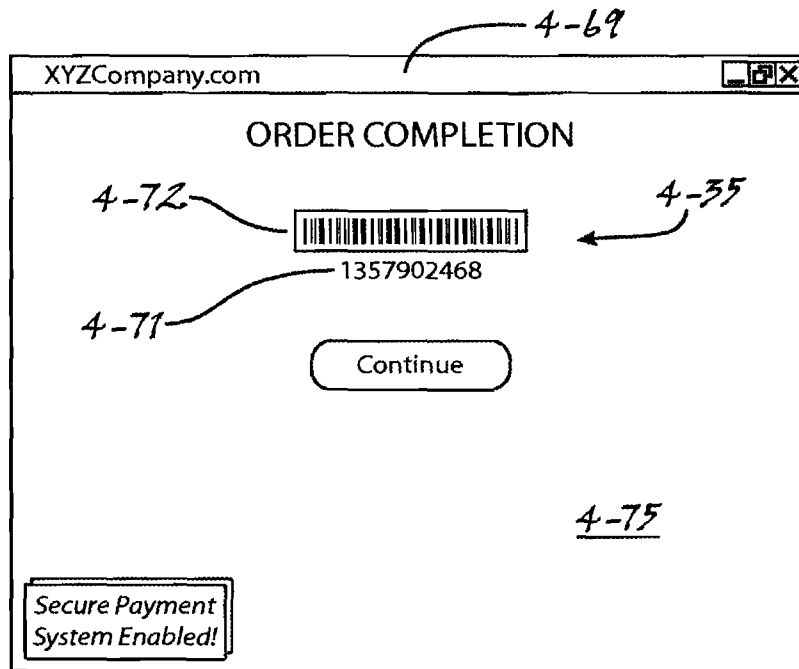 4-69
XYZCompany.com
ORDER COMPLETION
4-72
4-35
1357902468
4-71
Continue
4-75
Secure Payment
System Enabled!